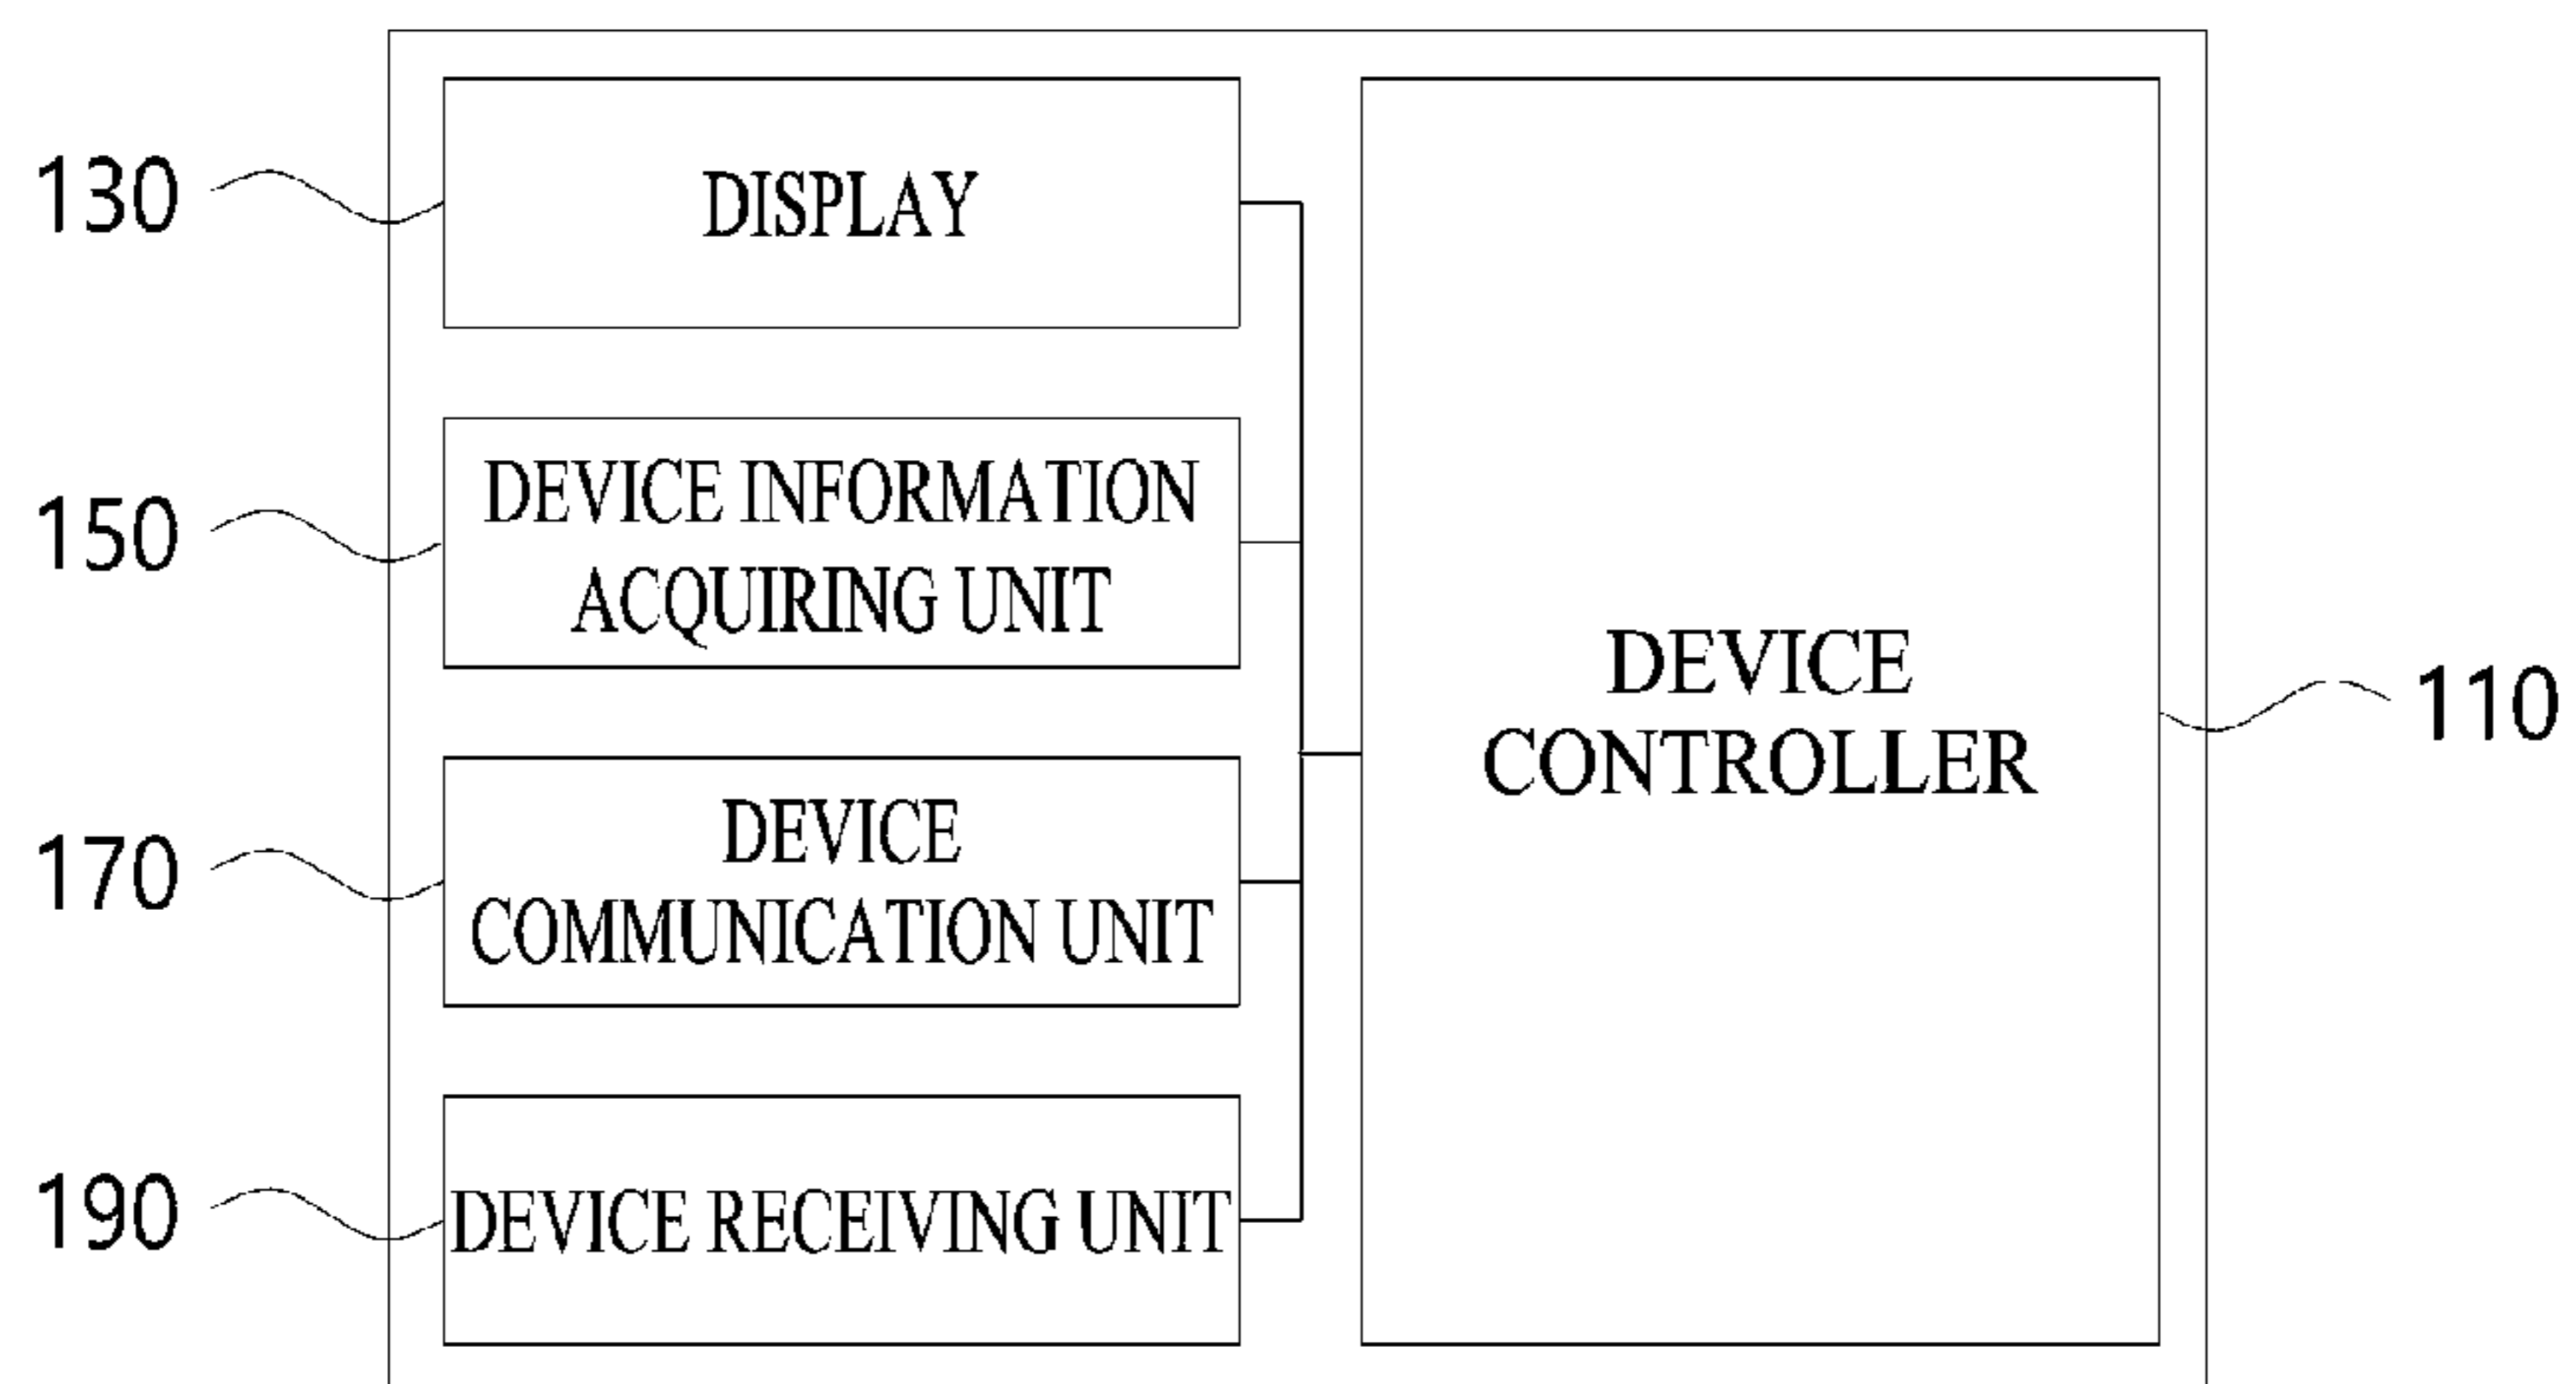 130
DISPLAY
150
DEVICE INFORMATION
ACQUIRING UNIT
170
DEVICE
COMMUNICATION UNIT
190
DEVICE RECEIVING UNIT
DEVICE
CONTROLLER
110